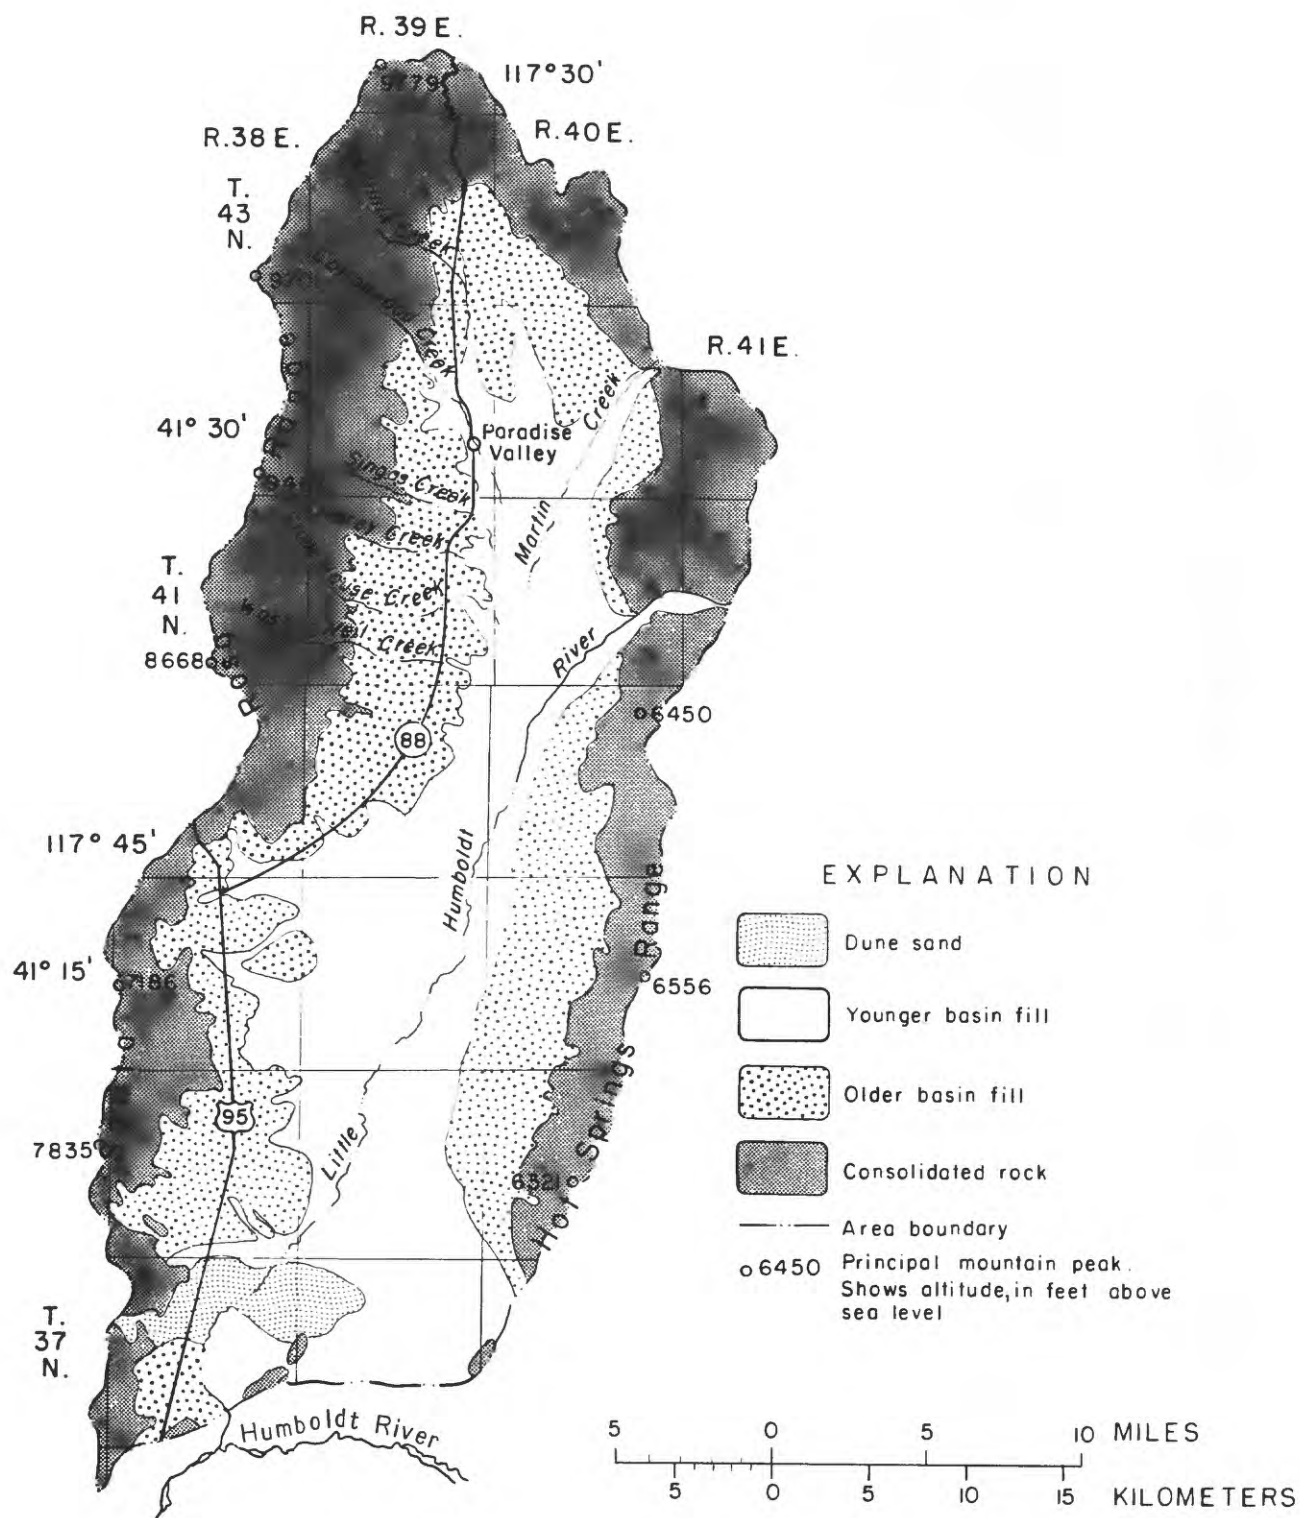 R. 39 E.
9779
117° 30'
R. 38 E.
R. 40 E.
T.
43
N.
Creek
Cottonwood Creek
R. 41 E.
41° 30'
Paradise
Valley
Martin Creek
Singas Creek
Creek
House Creek
Creek
T.
41
N.
8668
Range
River
6450
88
117° 45'
Humboldt
41° 15'
7186
6556
95
Little
7835
6321
Hot Springs Range
T.
37
N.
Humboldt River
EXPLANATION
Dune sand
Younger basin fill
Older basin fill
Consolidated rock
Area boundary
6450 Principal mountain peak.
Shows altitude, in feet above
sea level
5 0 5 10 MILES
5 0 5 10 15 KILOMETERS